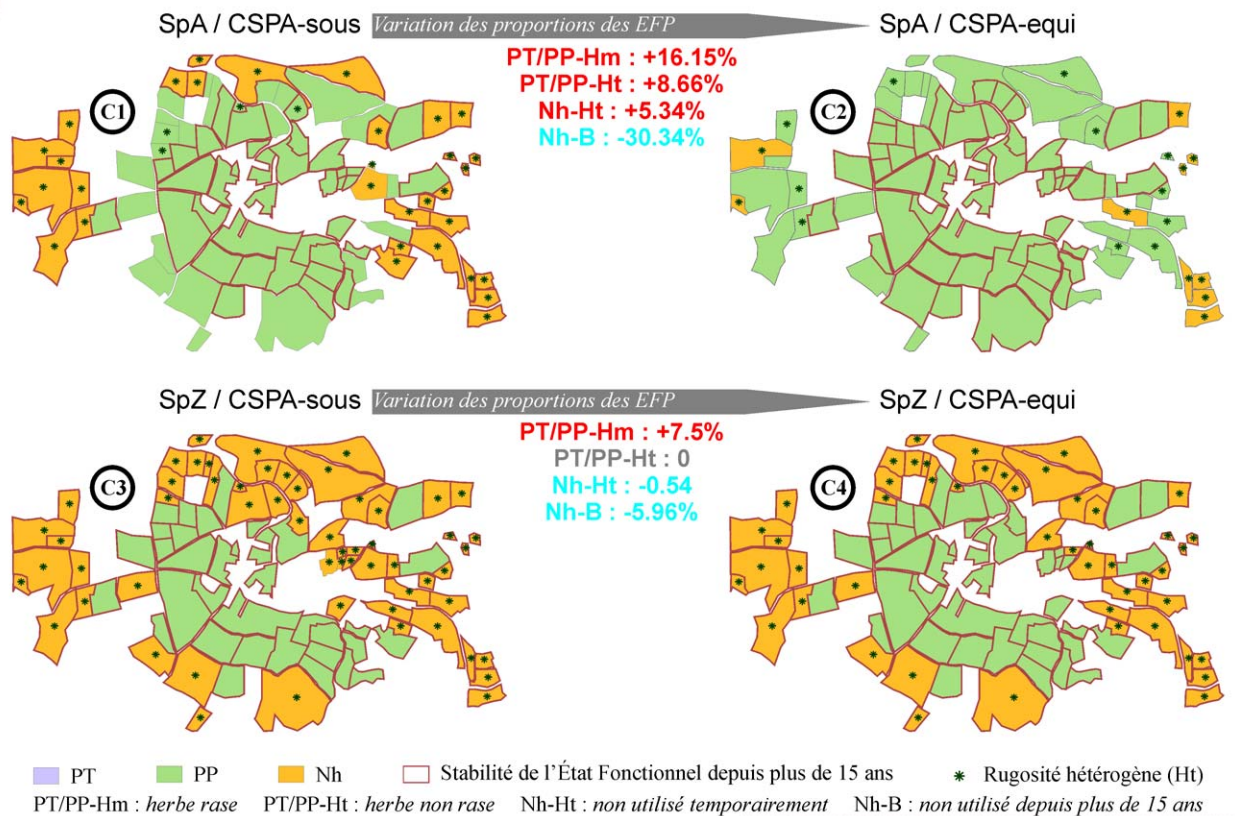 SpA / CSPA-sous Variation des proportions des EFP SpA / CSPA-equi
PT/PP-Hm : +16.15%
PT/PP-Ht : +8.66%
Nh-Ht : +5.34%
Nh-B : -30.34%
C1 C2
SpZ / CSPA-sous Variation des proportions des EFP SpZ / CSPA-equi
PT/PP-Hm : +7.5%
PT/PP-Ht : 0
Nh-Ht : -0.54
Nh-B : -5.96%
C3 C4
PT PP Nh Stabilité de l'État Fonctionnel depuis plus de 15 ans * Rugosité hétérogène (Ht)
PT/PP-Hm : herbe rase PT/PP-Ht : herbe non rase Nh-Ht : non utilisé temporairement Nh-B : non utilisé depuis plus de 15 ans